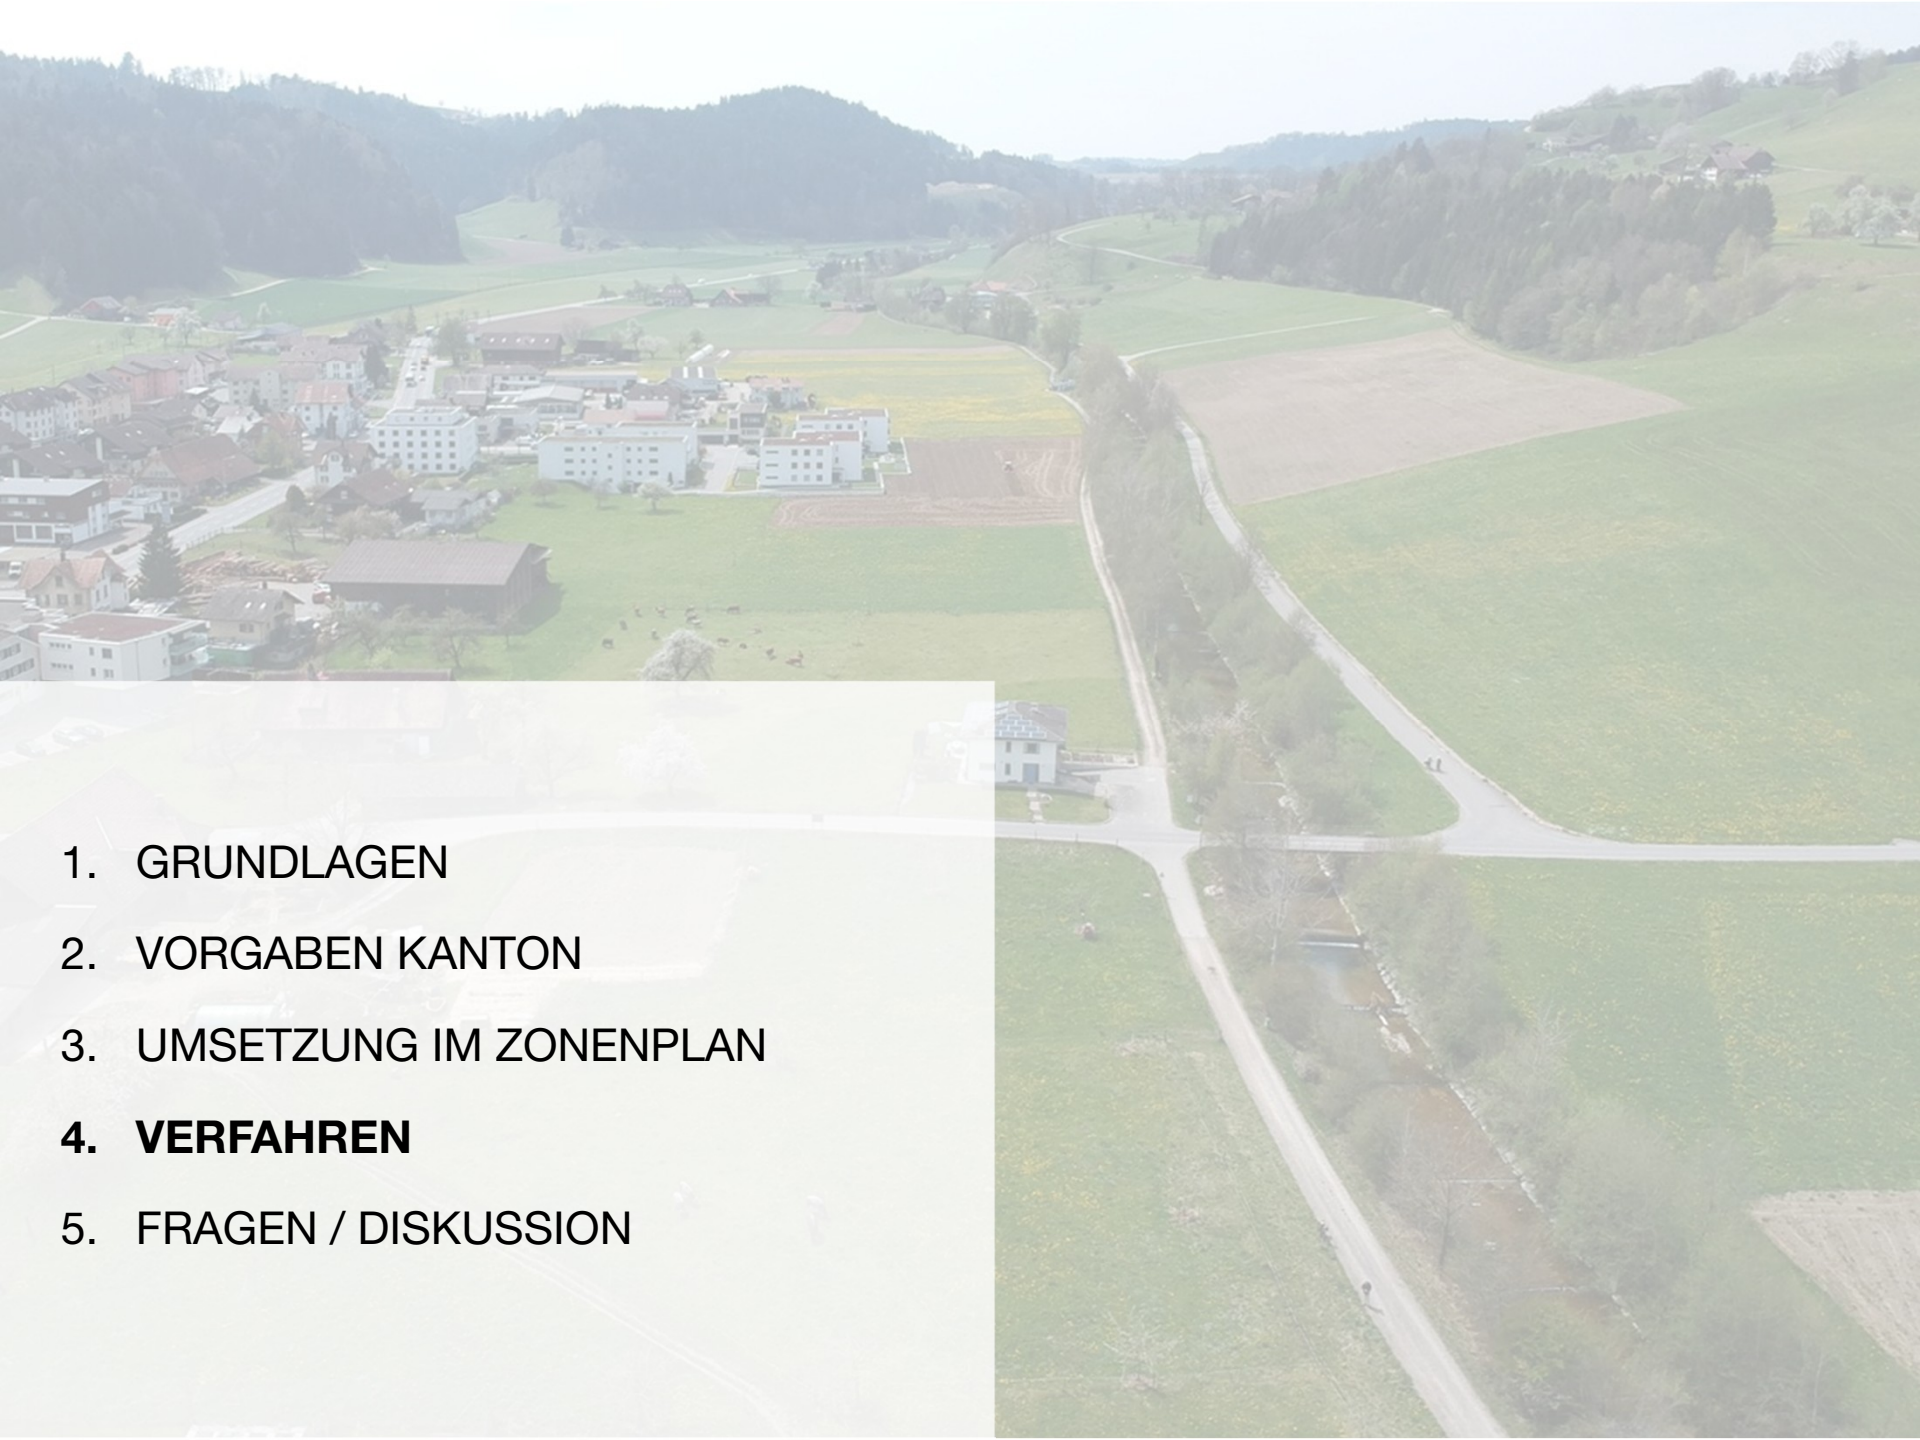 1. GRUNDLAGEN
2. VORGABEN KANTON
3. UMSETZUNG IM ZONENPLAN
4. VERFAHREN
5. FRAGEN / DISKUSSION